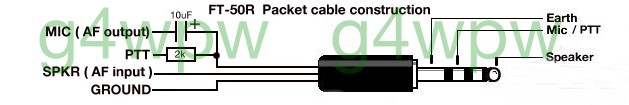 FT-50R Packet cable construction
10uF
+
MIC ( AF output)
PTT
2k
SPKR ( AF input )
GROUND
Earth
Mic / PTT
Speaker
g4wpw g4wpw